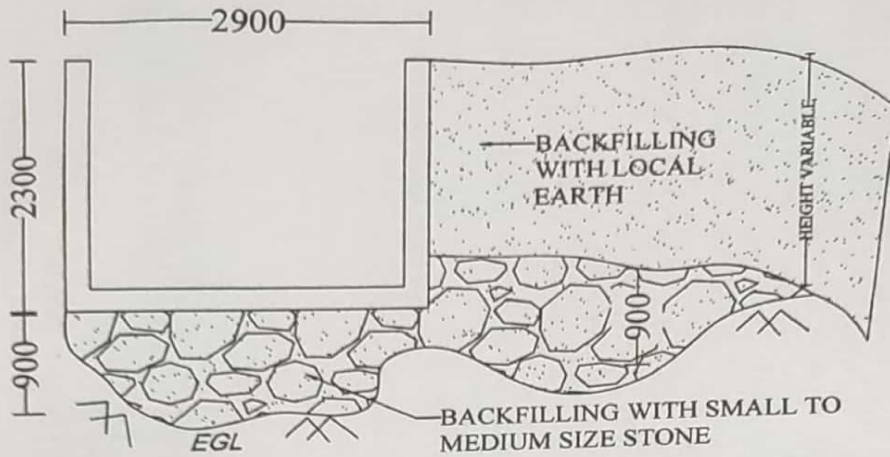 2900
2300
900
BACKFILLING
WITH LOCAL
EARTH
HEIGHT VARIABLE
900
EGL
BACKFILLING WITH SMALL TO
MEDIUM SIZE STONE